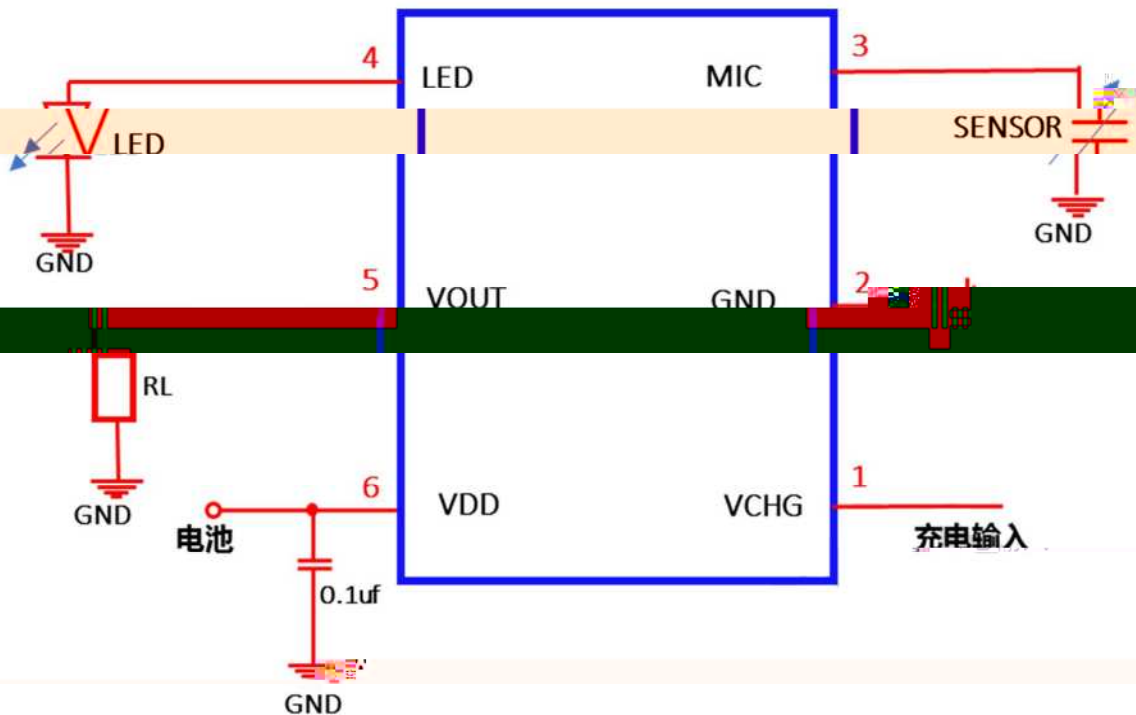 4
LED
MIC
3
LED
SENSOR
GND
GND
5
VOUT
GND
2
RL
GND
6
VDD
VCHG
1
电池
充电输入
0.1uf
GND